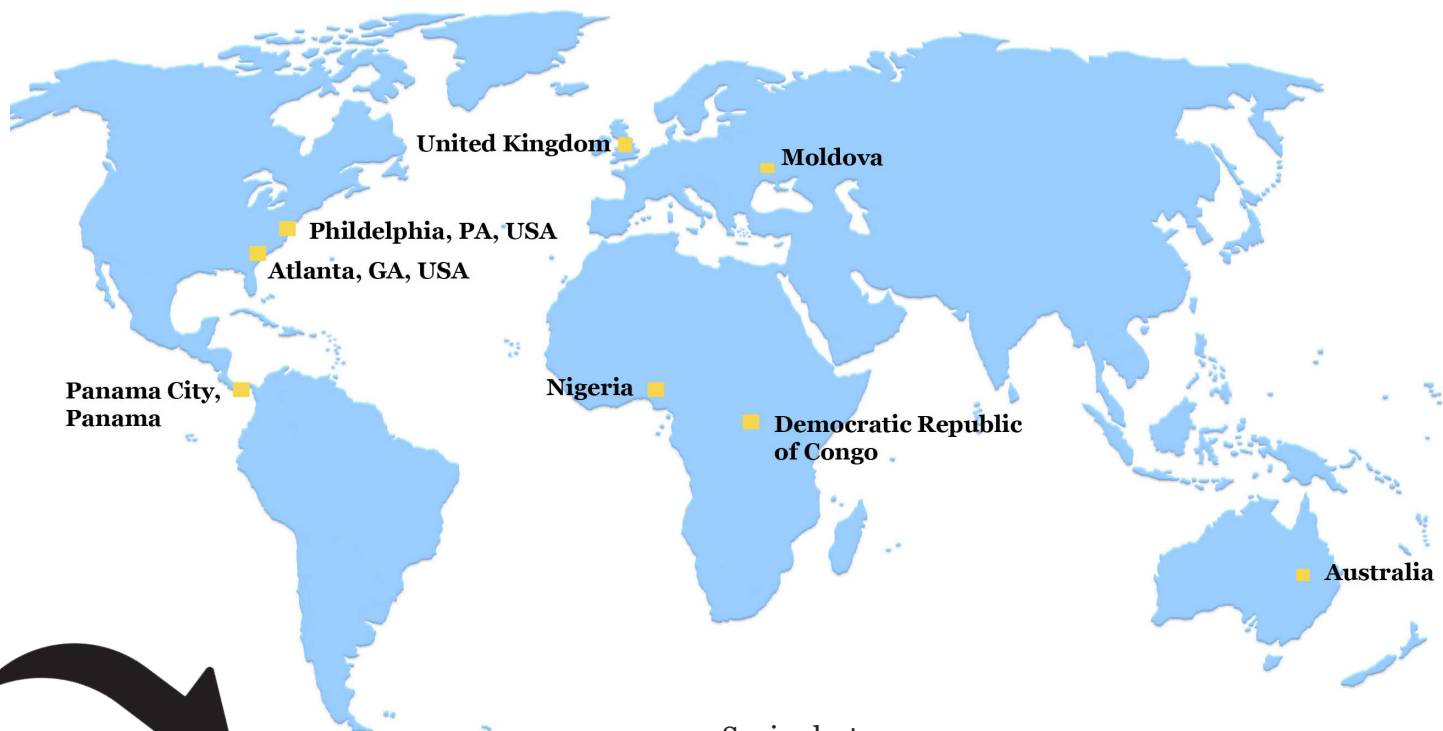 United Kingdom
Moldova
Phildelphia, PA, USA
Atlanta, GA, USA
Panama City,
Panama
Nigeria
Democratic Republic
of Congo
Australia